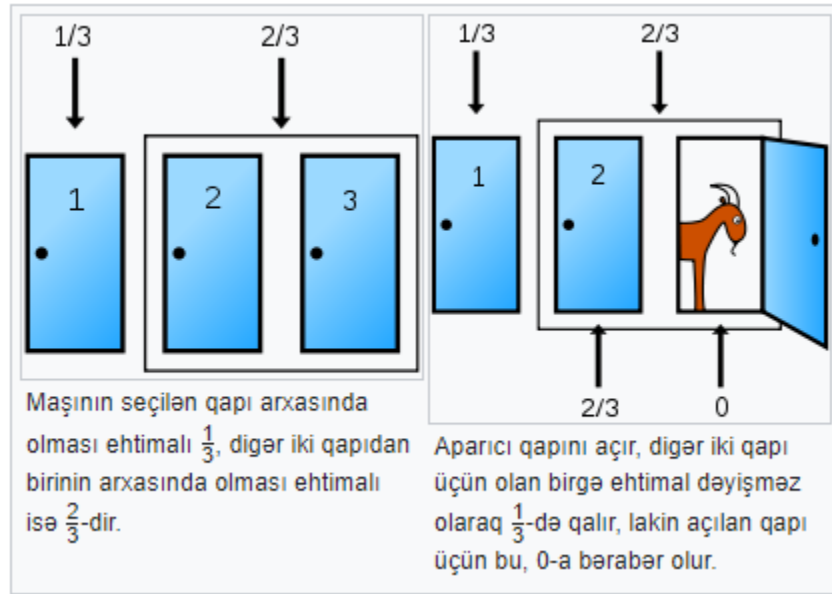 1/3
2/3
1
2
3
Maşının seçilən qapı arxasında
olması ehtimalı 1/3, digər iki qapıdan
birinin arxasında olması ehtimalı
isə 2/3-dir.
1/3
2/3
1
2
2/3
0
Aparıcı qapını açır, digər iki qapı
üçün olan birgə ehtimal dəyişməz
olaraq 1/3-də qalır, lakin açılan qapı
üçün bu, 0-a bərabər olur.